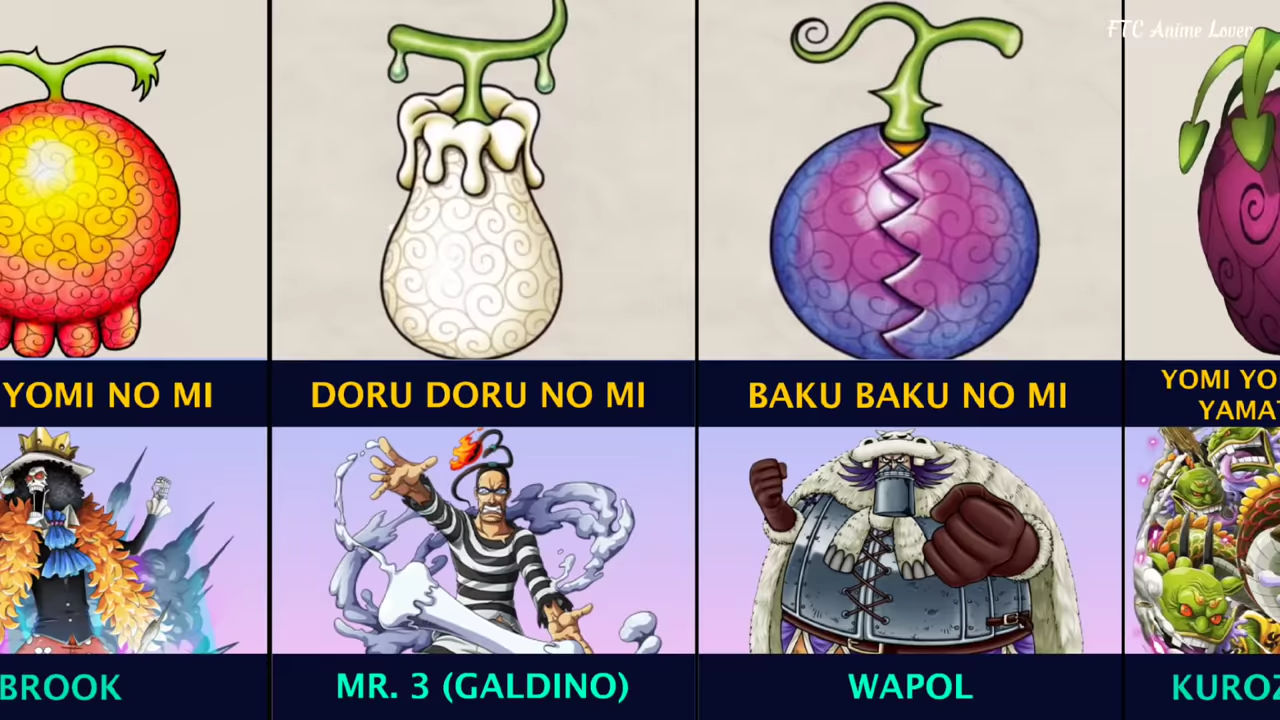 FTC Anime Lover
YOMI NO MI
DORU DORU NO MI
BAKU BAKU NO MI
YOMI YO
YAMAT
BROOK
MR. 3 (GALDINO)
WAPOL
KUROZ